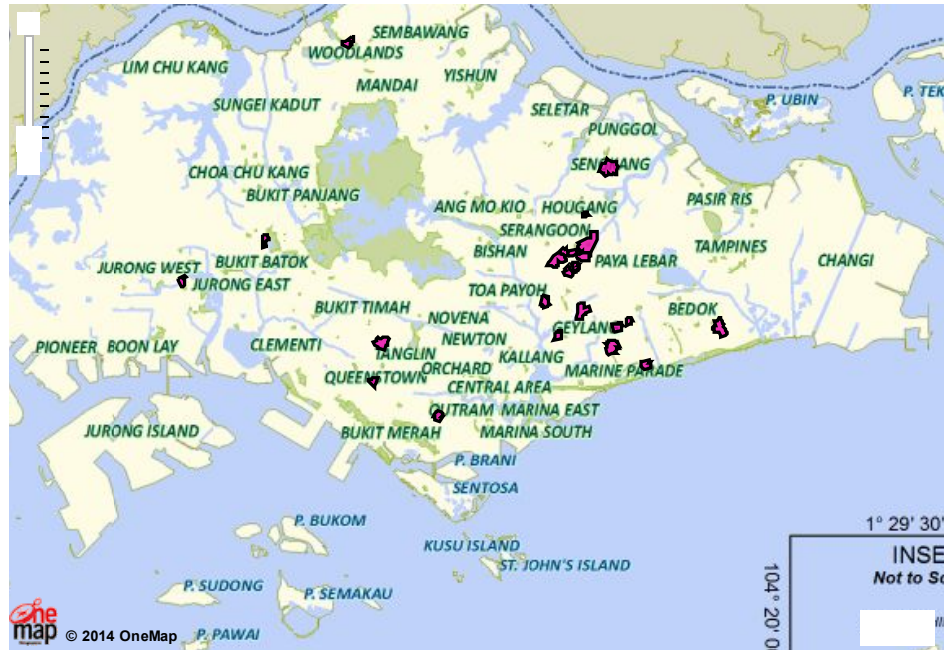 SEMBAWANG
WOODLANDS
LIM CHU KANG
MANDAI
YISHUN
P. UBIN
P. TEK
SUNGEI KADUT
SELETAR
PUNGGOL
CHOA CHU KANG
BUKIT PANJANG
ANG MO KIO
HOUGANG
PASIR RIS
SERANGOON
BISHAN
PAYA LEBAR
TAMPINES
CHANGI
JURONG WEST
BUKIT BATOK
JURONG EAST
TOA PAYOH
BUKIT TIMAH
NOVENA
BEDOK
GEYLANG
PIONEER
BOON LAY
CLEMENTI
NEWTON
TANGLIN
KALLANG
ORCHARD
MARINE PARADE
QUEENSTOWN
CENTRAL AREA
OUTRAM
MARINA EAST
JURONG ISLAND
BUKIT MERAH
MARINA SOUTH
P. BRANI
SENTOSA
P. BUKOM
1° 29' 30'
KUSU ISLAND
INSE
ST. JOHN'S ISLAND
Not to Sc
104° 20' 0
P. SUDONG
P. SEMAKAU
One
map
© 2014 OneMap
P. PAWAI